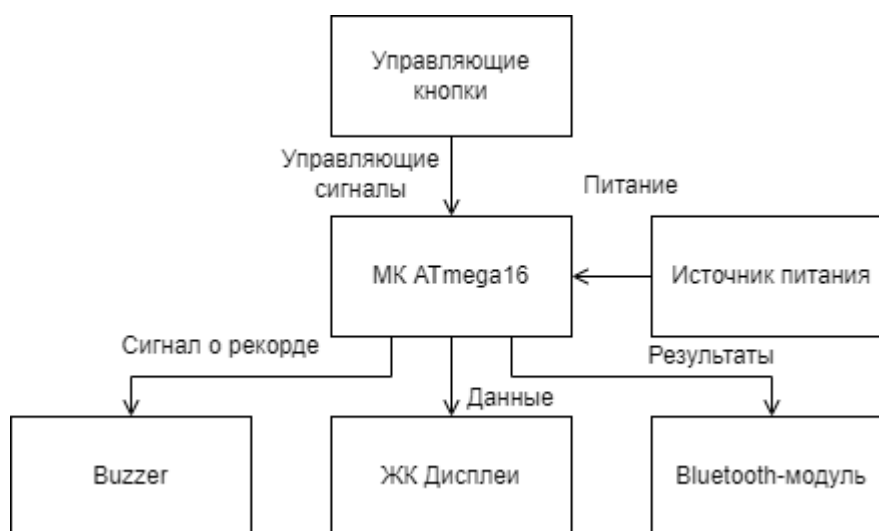 Управляющие
кнопки
Управляющие
сигналы
Питание
МК ATmega16
Источник питания
Сигнал о рекорде
Результаты
Данные
Buzzer
ЖК Дисплеи
Bluetooth-модуль